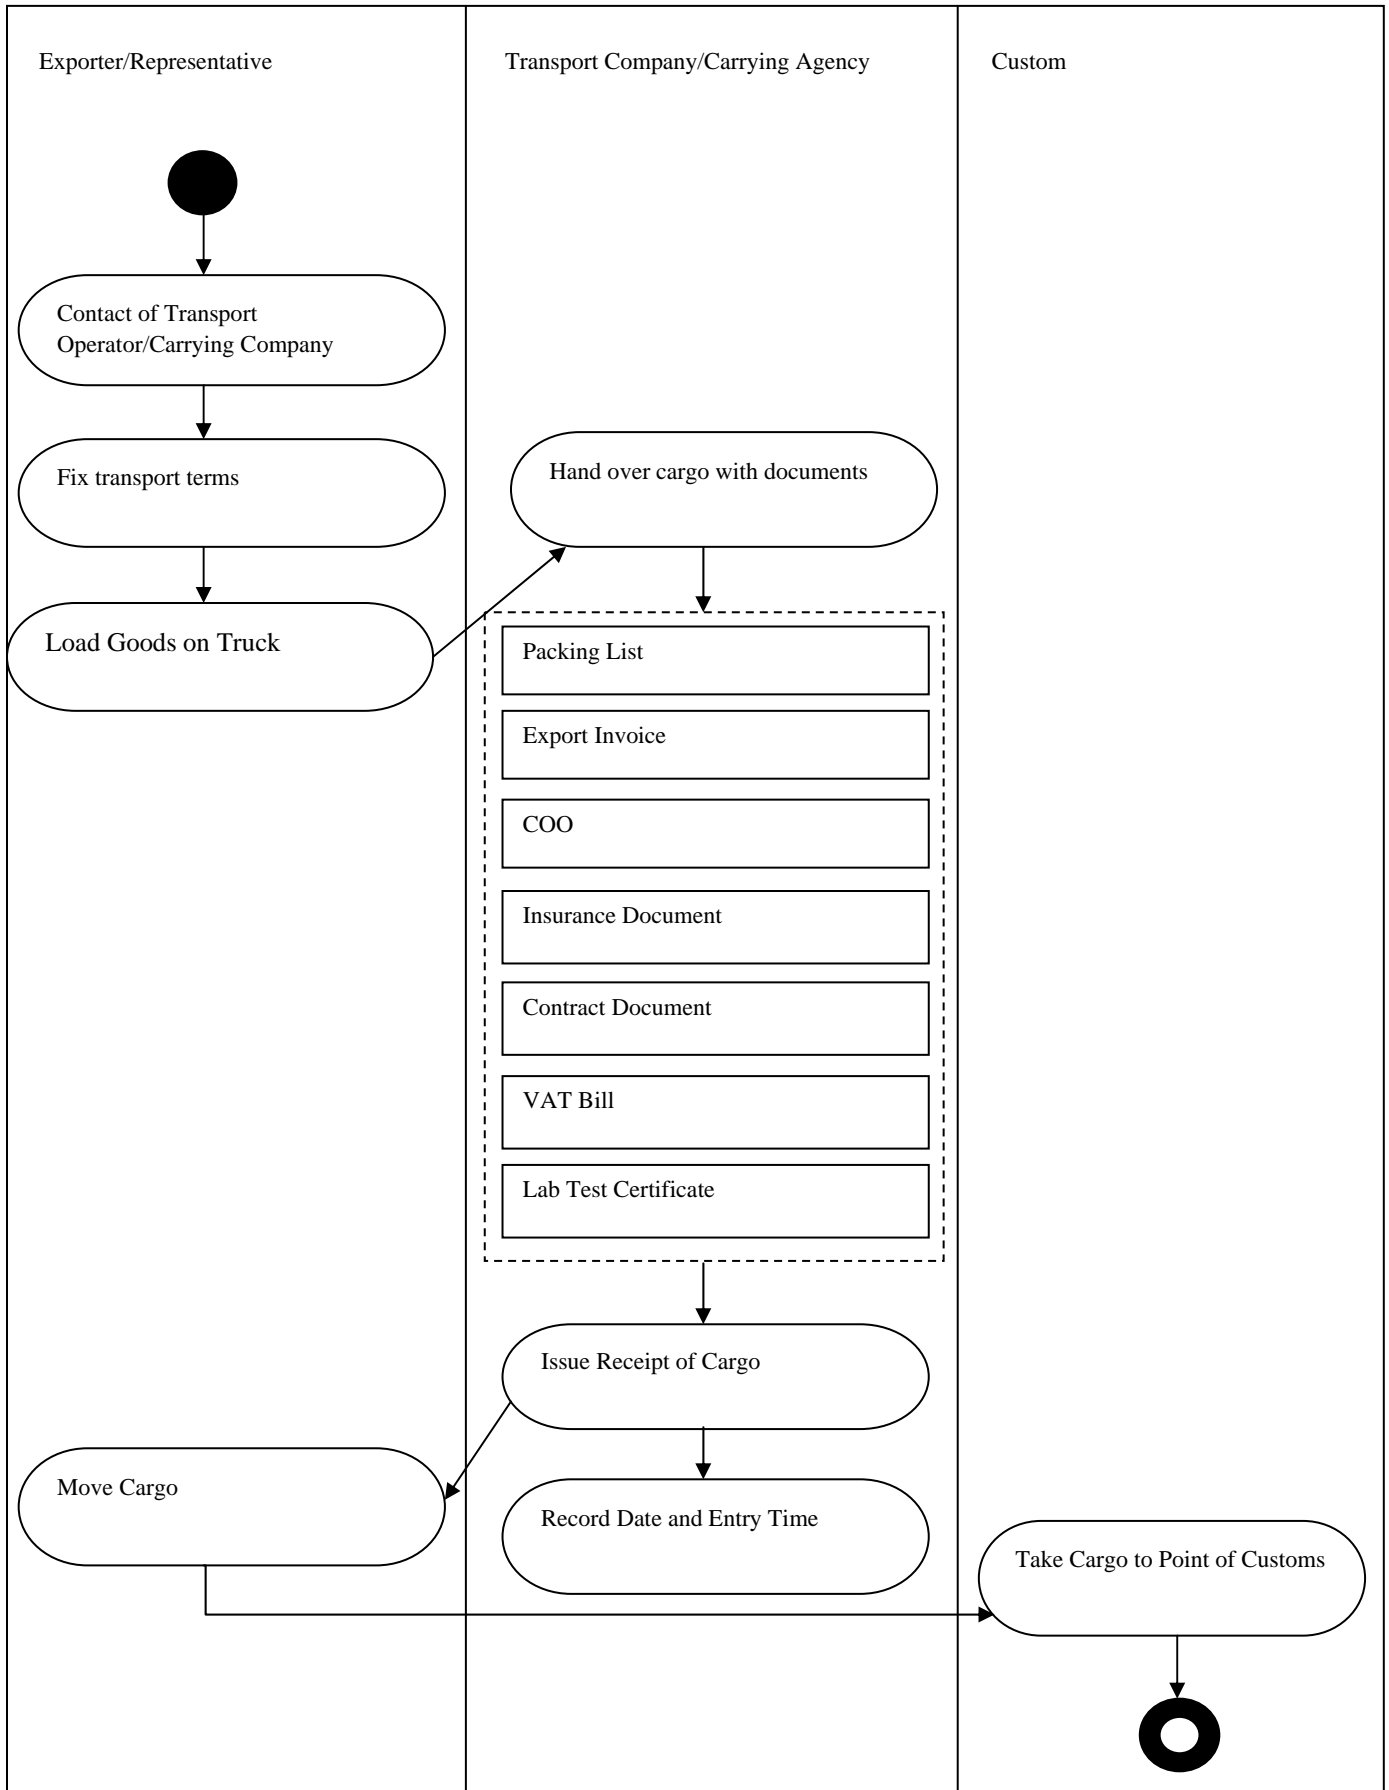 Exporter/Representative
Transport Company/Carrying Agency
Custom
Contact of Transport
Operator/Carrying Company
Fix transport terms
Hand over cargo with documents
Load Goods on Truck
Packing List
Export Invoice
COO
Insurance Document
Contract Document
VAT Bill
Lab Test Certificate
Issue Receipt of Cargo
Move Cargo
Record Date and Entry Time
Take Cargo to Point of Customs